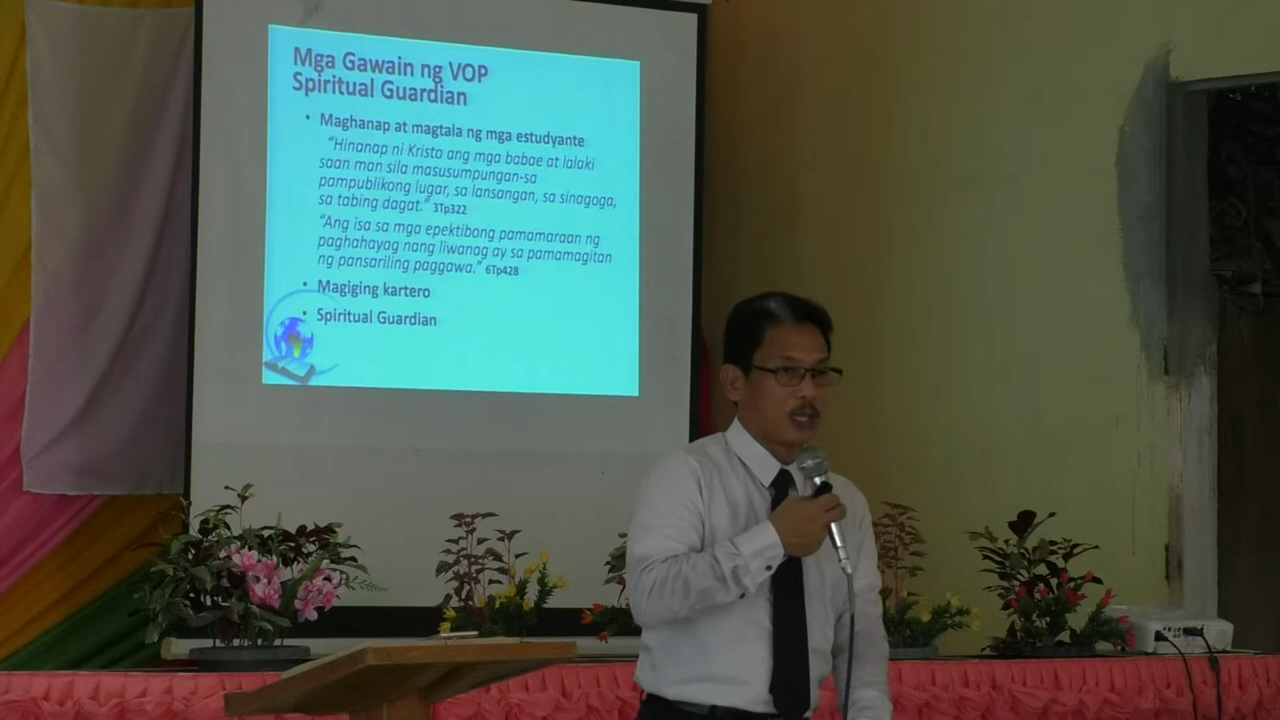 Mga Gawain ng VOP
Spiritual Guardian
• Maghanap at magtala ng mga estudyante
“Hinanap ni Kristo ang mga babae at lalaki
saan man sila masusumpungan-sa
pampublikong lugar, sa lansangan, sa sinagoga,
sa tabing dagat.” 3Tp322
“Ang isa sa mga epektibong pamamaraan ng
paghahayag nang liwanag ay sa pamamagitan
ng pansariling paggawa.” 6Tp428
• Magiging kartero
• Spiritual Guardian